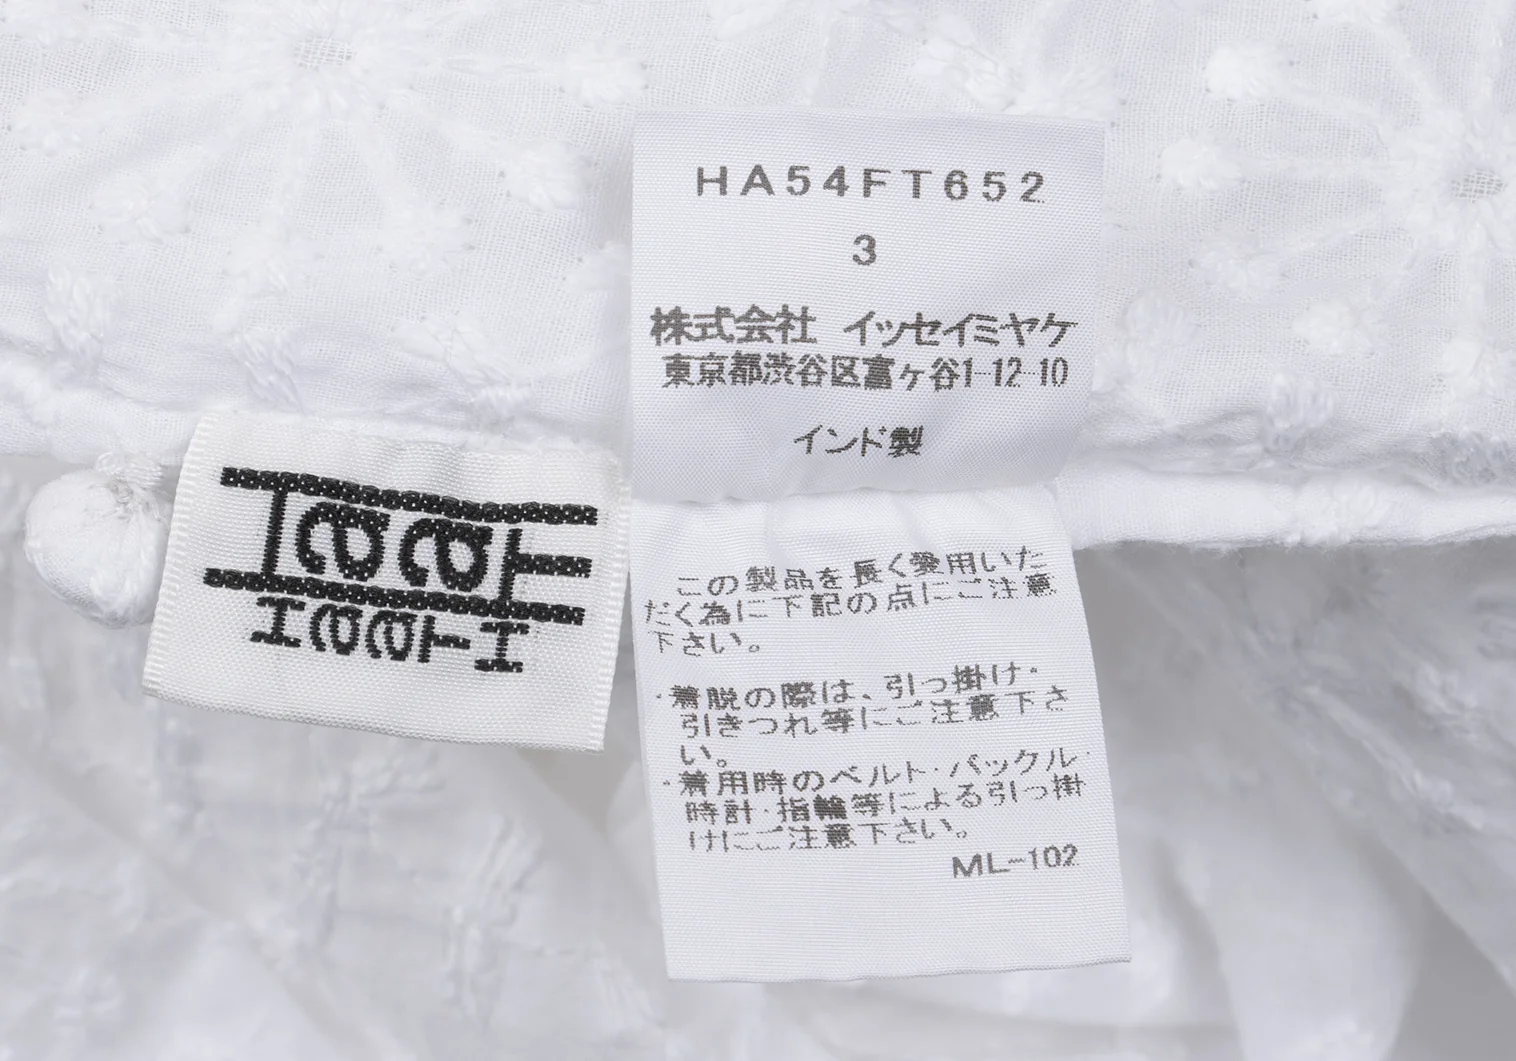 HA54FT652
3
株式会社 イッセイミヤケ
東京都渋谷区富ヶ谷1-12-10
インド製
HaaT
HaaTH
この製品を長く愛用いた
だく為に下記の点にご注意
下さい。
・着脱の際は、引っ掛け・
引きつれ等にご注意下さ
い。
・着用時のベルト・バックル・
時計・指輪等による引っ掛
けにご注意下さい。
ML-102